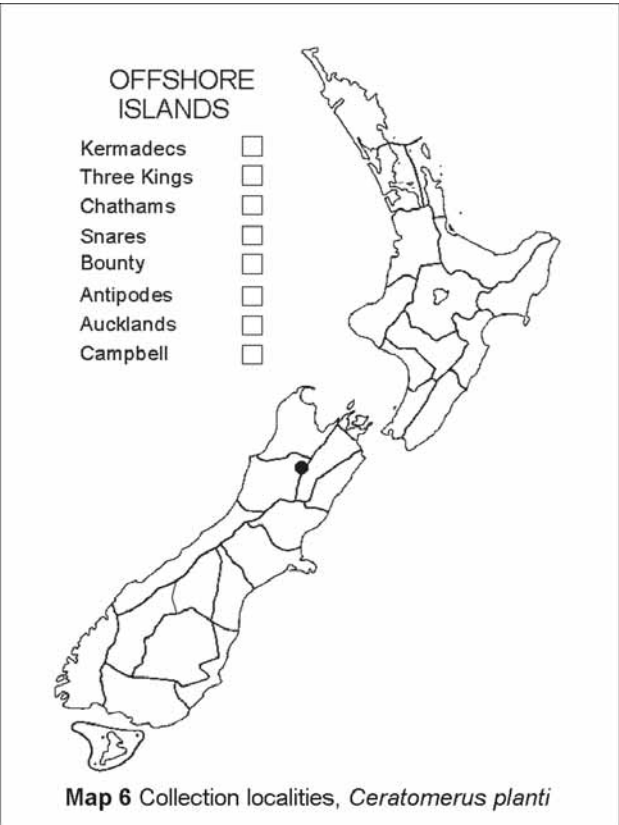 OFFSHORE
ISLANDS
Kermadecs
Three Kings
Chathams
Snares
Bounty
Antipodes
Aucklands
Campbell
Map 6 Collection localities, Ceratomerus planti